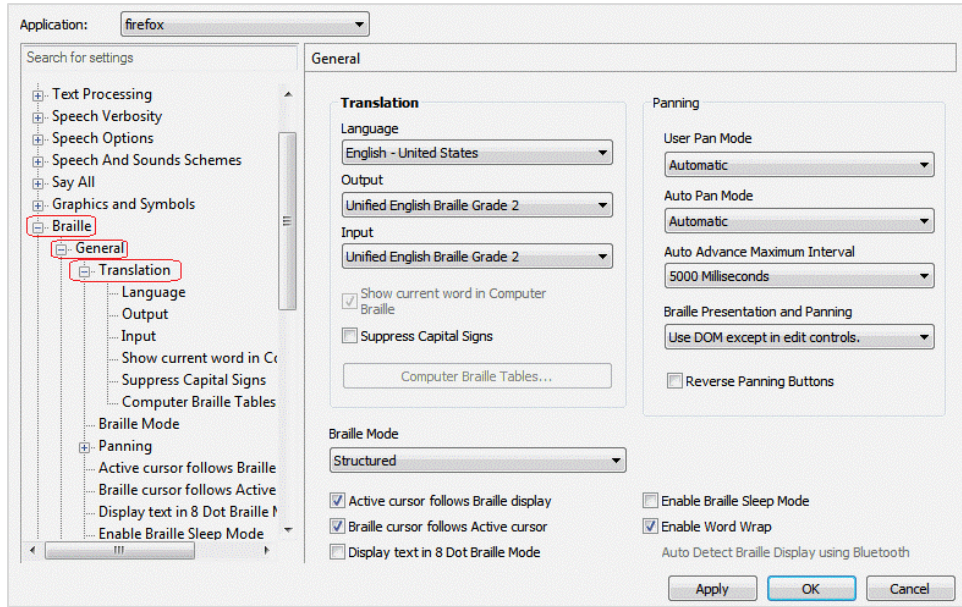 Application: firefox
Search for settings
Text Processing
Speech Verbosity
Speech Options
Speech And Sounds Schemes
Say All
Graphics and Symbols
Braille
General
Translation
Language
Output
Input
Show current word in Co
Suppress Capital Signs
Computer Braille Tables
Braille Mode
Panning
Active cursor follows Braille
Braille cursor follows Active
Display text in 8 Dot Braille M
Enable Braille Sleep Mode
General
Translation
Language
English - United States
Output
Unified English Braille Grade 2
Input
Unified English Braille Grade 2
Show current word in Computer
Braille
Suppress Capital Signs
Computer Braille Tables...
Panning
User Pan Mode
Automatic
Auto Pan Mode
Automatic
Auto Advance Maximum Interval
5000 Milliseconds
Braille Presentation and Panning
Use DOM except in edit controls.
Reverse Panning Buttons
Braille Mode
Structured
Active cursor follows Braille display
Braille cursor follows Active cursor
Display text in 8 Dot Braille Mode
Enable Braille Sleep Mode
Enable Word Wrap
Auto Detect Braille Display using Bluetooth
Apply OK Cancel